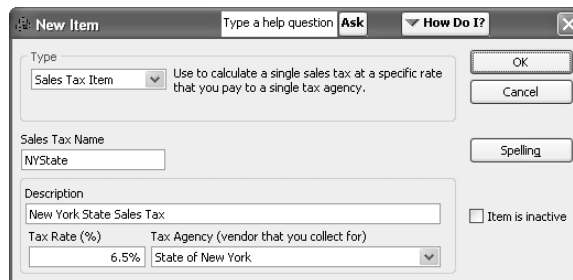 New Item
Type a help question Ask
How Do I?
Type
Sales Tax Item
Use to calculate a single sales tax at a specific rate
that you pay to a single tax agency.
OK
Cancel
Sales Tax Name
NYState
Spelling
Description
New York State Sales Tax
Item is inactive
Tax Rate (%) Tax Agency (vendor that you collect for)
6.5% State of New York